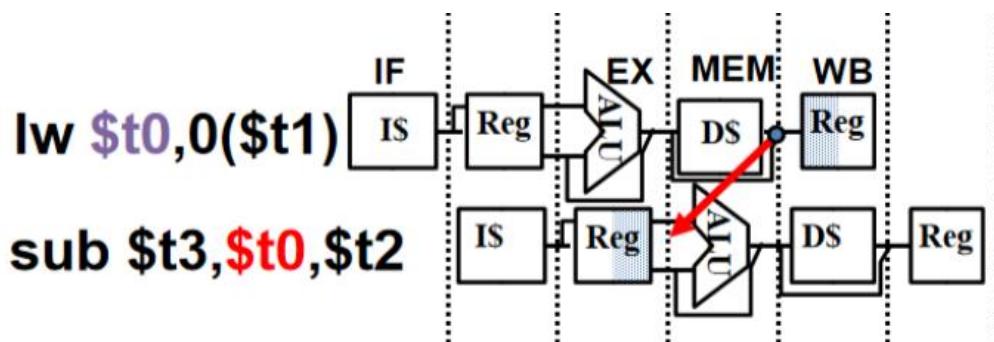 IF EX MEM WB
lw $t0,0($t1) I$ Reg ALU D$ Reg
sub $t3,$t0,$t2 I$ Reg ALU D$ Reg